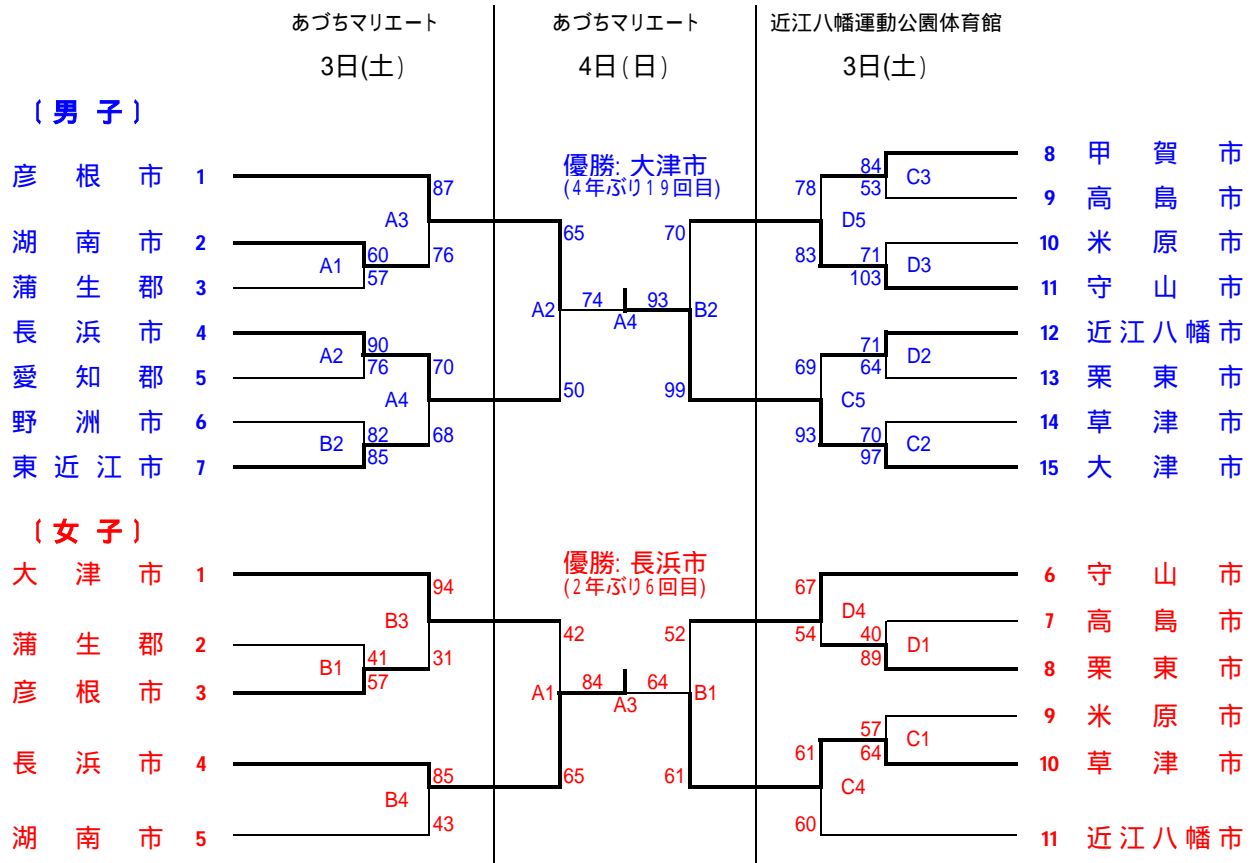 あづちマリエート あづちマリエート 近江八幡運動公園体育館
3日(土) 4日(日) 3日(土)
〔男子〕
優勝: 大津市
(4年ぶり19回目)
彦根市 1
湖南市 2
蒲生郡 3
長浜市 4
愛知郡 5
野洲市 6
東近江市 7
87
A3
76
60
A1
57
90
A2
76
70
A4
68
82
B2
85
65
A2
50
74
A4
93
70
B2
99
78
D5
83
84
C3
53
71
D3
103
69
C5
93
71
D2
64
70
C2
97
8 甲賀市
9 高島市
10 米原市
11 守山市
12 近江八幡市
13 栗東市
14 草津市
15 大津市
〔女子〕
優勝: 長浜市
(2年ぶり6回目)
大津市 1
蒲生郡 2
彦根市 3
長浜市 4
湖南市 5
94
B3
31
41
B1
57
85
B4
43
42
A1
65
84
A3
64
52
B1
61
67
D4
54
40
D1
89
57
C1
64
61
C4
60
6 守山市
7 高島市
8 栗東市
9 米原市
10 草津市
11 近江八幡市